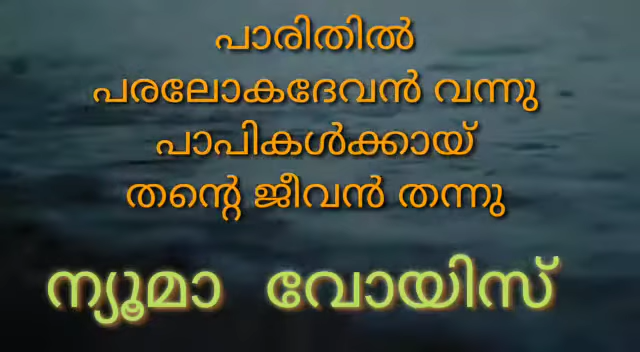 പാരിതിൽ
പരലോകദേവൻ വന്നു
പാപികൾക്കായ്
തന്റെ ജീവൻ തന്നു
ന്യൂമാ വോയിസ്